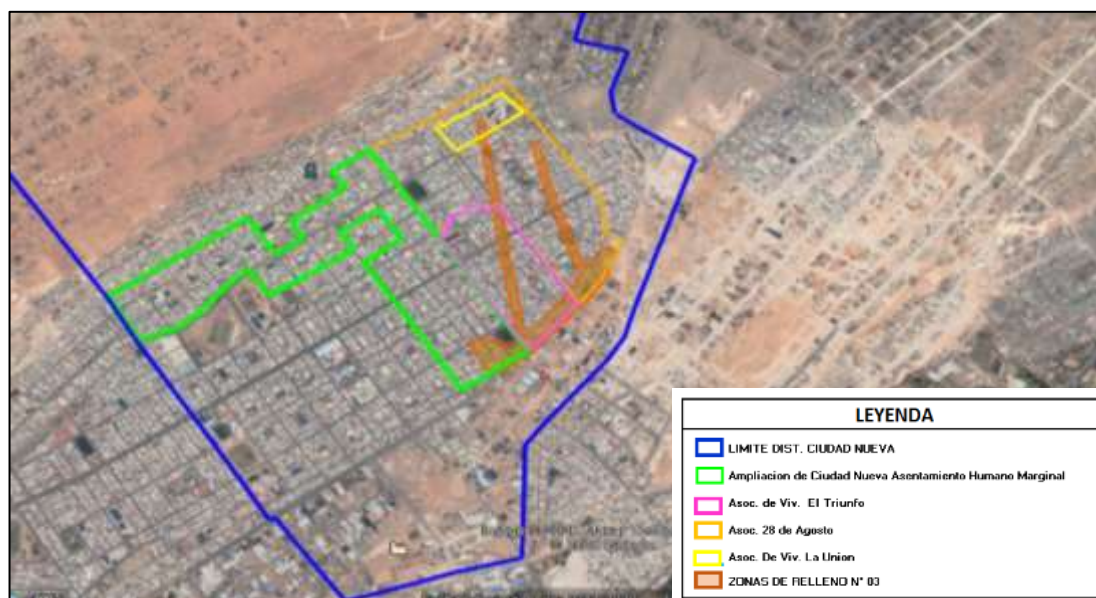 LEYENDA
LIMITE DIST. CIUDAD NUEVA
Ampliacion de Ciudad Nueva Asentamiento Humano Marginal
Asoc. de Viv. El Triunfo
Asoc. 28 de Agosto
Asoc. De Viv. La Union
ZONAS DE RELLENO N° 03